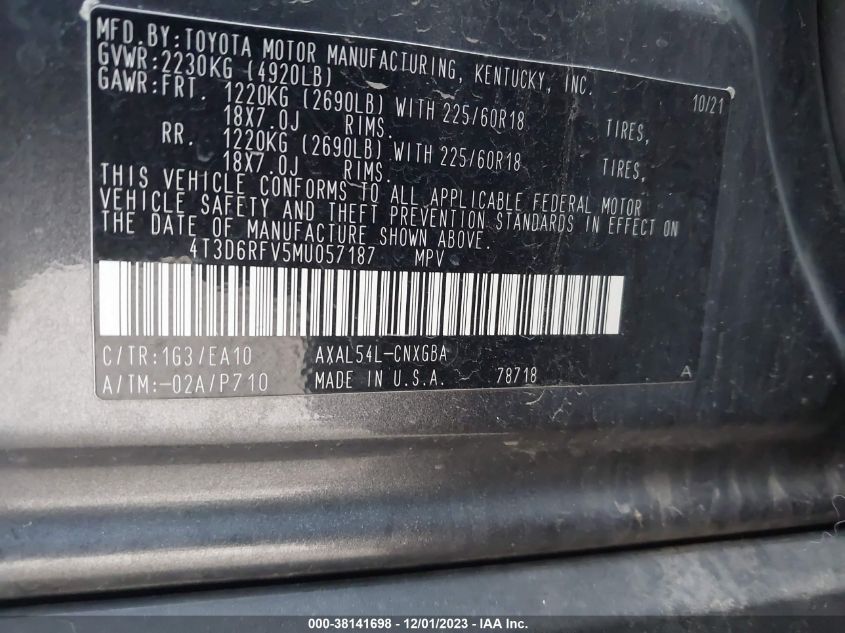 MFD.BY:TOYOTA MOTOR MANUFACTURING, KENTUCKY, INC.
GVWR:2230KG (4920LB) 10/21
GAWR:FRT. 1220KG (2690LB) WITH 225/60R18 TIRES,
18X7.0J RIMS.
RR. 1220KG (2690LB) WITH 225/60R18 TIRES,
18X7.0J RIMS.
THIS VEHICLE CONFORMS TO ALL APPLICABLE FEDERAL MOTOR
VEHICLE SAFETY AND THEFT PREVENTION STANDARDS IN EFFECT ON
THE DATE OF MANUFACTURE SHOWN ABOVE.
4T3D6RFV5MU057187 MPV
C/TR:1G3/EA10 AXAL54L-CNXGBA
A/TM:-02A/P710 MADE IN U.S.A. 78718 A
000-38141698 - 12/01/2023 - IAA Inc.